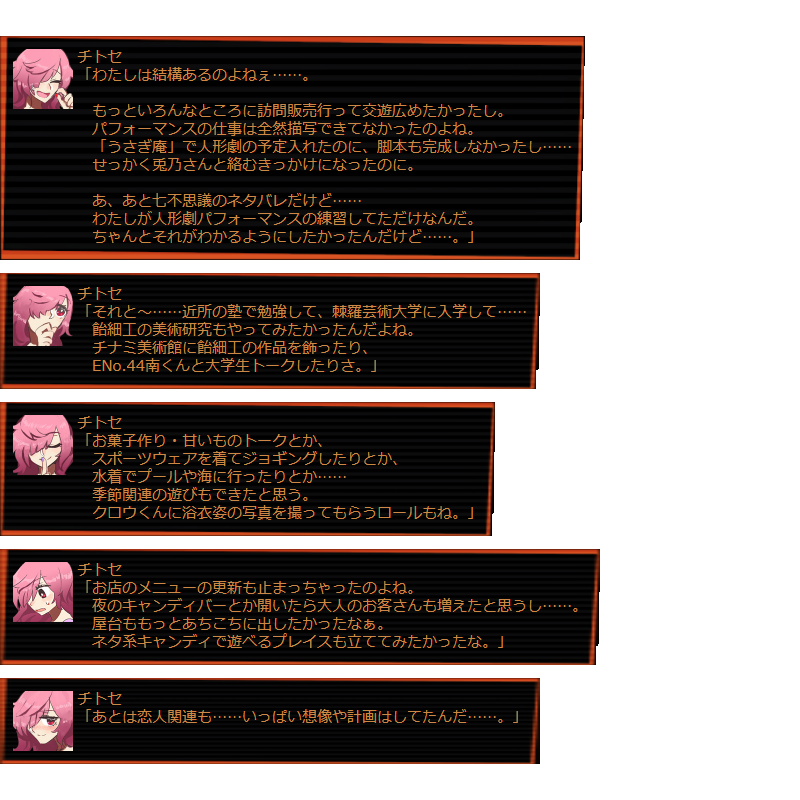 チトセ
「わたしは結構あるのよねぇ……。
もっといろんなところに訪問販売行って交遊広めたかったし。
パフォーマンスの仕事は全然描写できてなかったのよね。
「うさぎ庵」で人形劇の予定入れたのに、脚本も完成しなかったし……
せっかく兎乃さんと絡むきっかけになったのに。
あ、あと七不思議のネタバレだけど……
わたしが人形劇パフォーマンスの練習してただけなんだ。
ちゃんとそれがわかるようにしたかったんだけど……。」
チトセ
「それと～……近所の塾で勉強して、棘羅芸術大学に入学して……
飴細工の美術研究もやってみたかったんだよね。
チナミ美術館に飴細工の作品を飾ったり、
ENo.44南くんと大学生トークしたりさ。」
チトセ
「お菓子作り・甘いものトークとか、
スポーツウェアを着てジョギングしたりとか、
水着でプールや海に行ったりとか……
季節関連の遊びもできたと思う。
クロウくんに浴衣姿の写真を撮ってもらうロールもね。」
チトセ
「お店のメニューの更新も止まっちゃったのよね。
夜のキャンディバーとか開いたら大人のお客さんも増えたと思うし……。
屋台ももっとあちこちに出したかったなぁ。
ネタ系キャンディで遊べるプレイスも立ててみたかったな。」
チトセ
「あとは恋人関連も……いっぱい想像や計画はしてたんだ……。」